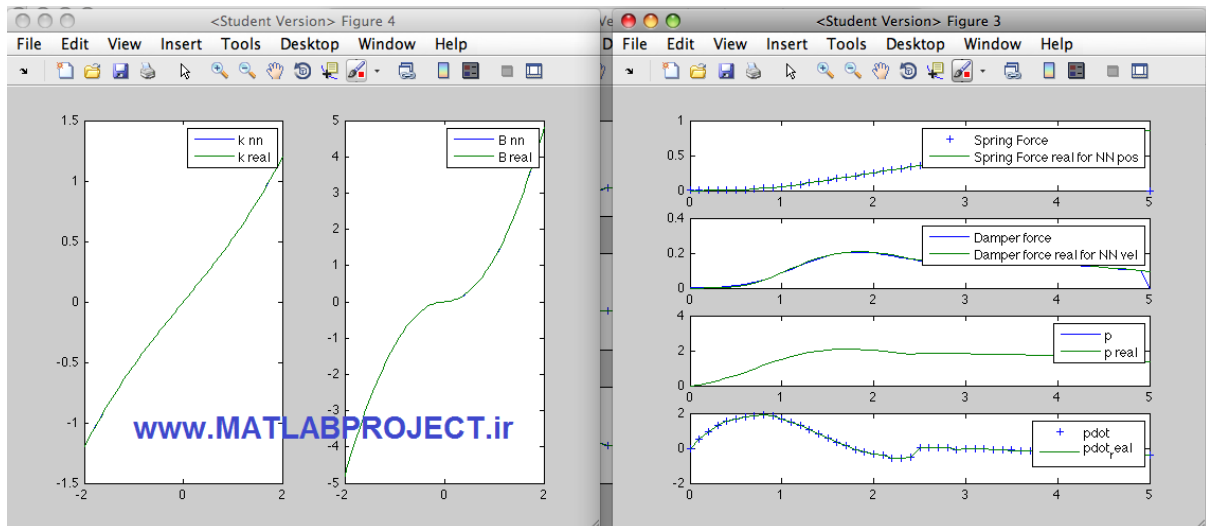 <Student Version> Figure 4
File Edit View Insert Tools Desktop Window Help
1.5
1
0.5
0
-0.5
-1
-1.5
-2 0 2
k nn
k real
5
4
3
2
1
0
-1
-2
-3
-4
-5
-2 0 2
B nn
B real
www.MATLABPROJECT.ir
Ve
D
<Student Version> Figure 3
File Edit View Insert Tools Desktop Window Help
1
0.5
0
0 1 2 3 4 5
Spring Force
Spring Force real for NN pos
0.4
0.2
0
0 1 2 3 4 5
Damper force
Damper force real for NN vel
4
2
0
0 1 2 3 4 5
p
p real
2
0
-2
0 1 2 3 4 5
pdot
pdotreal